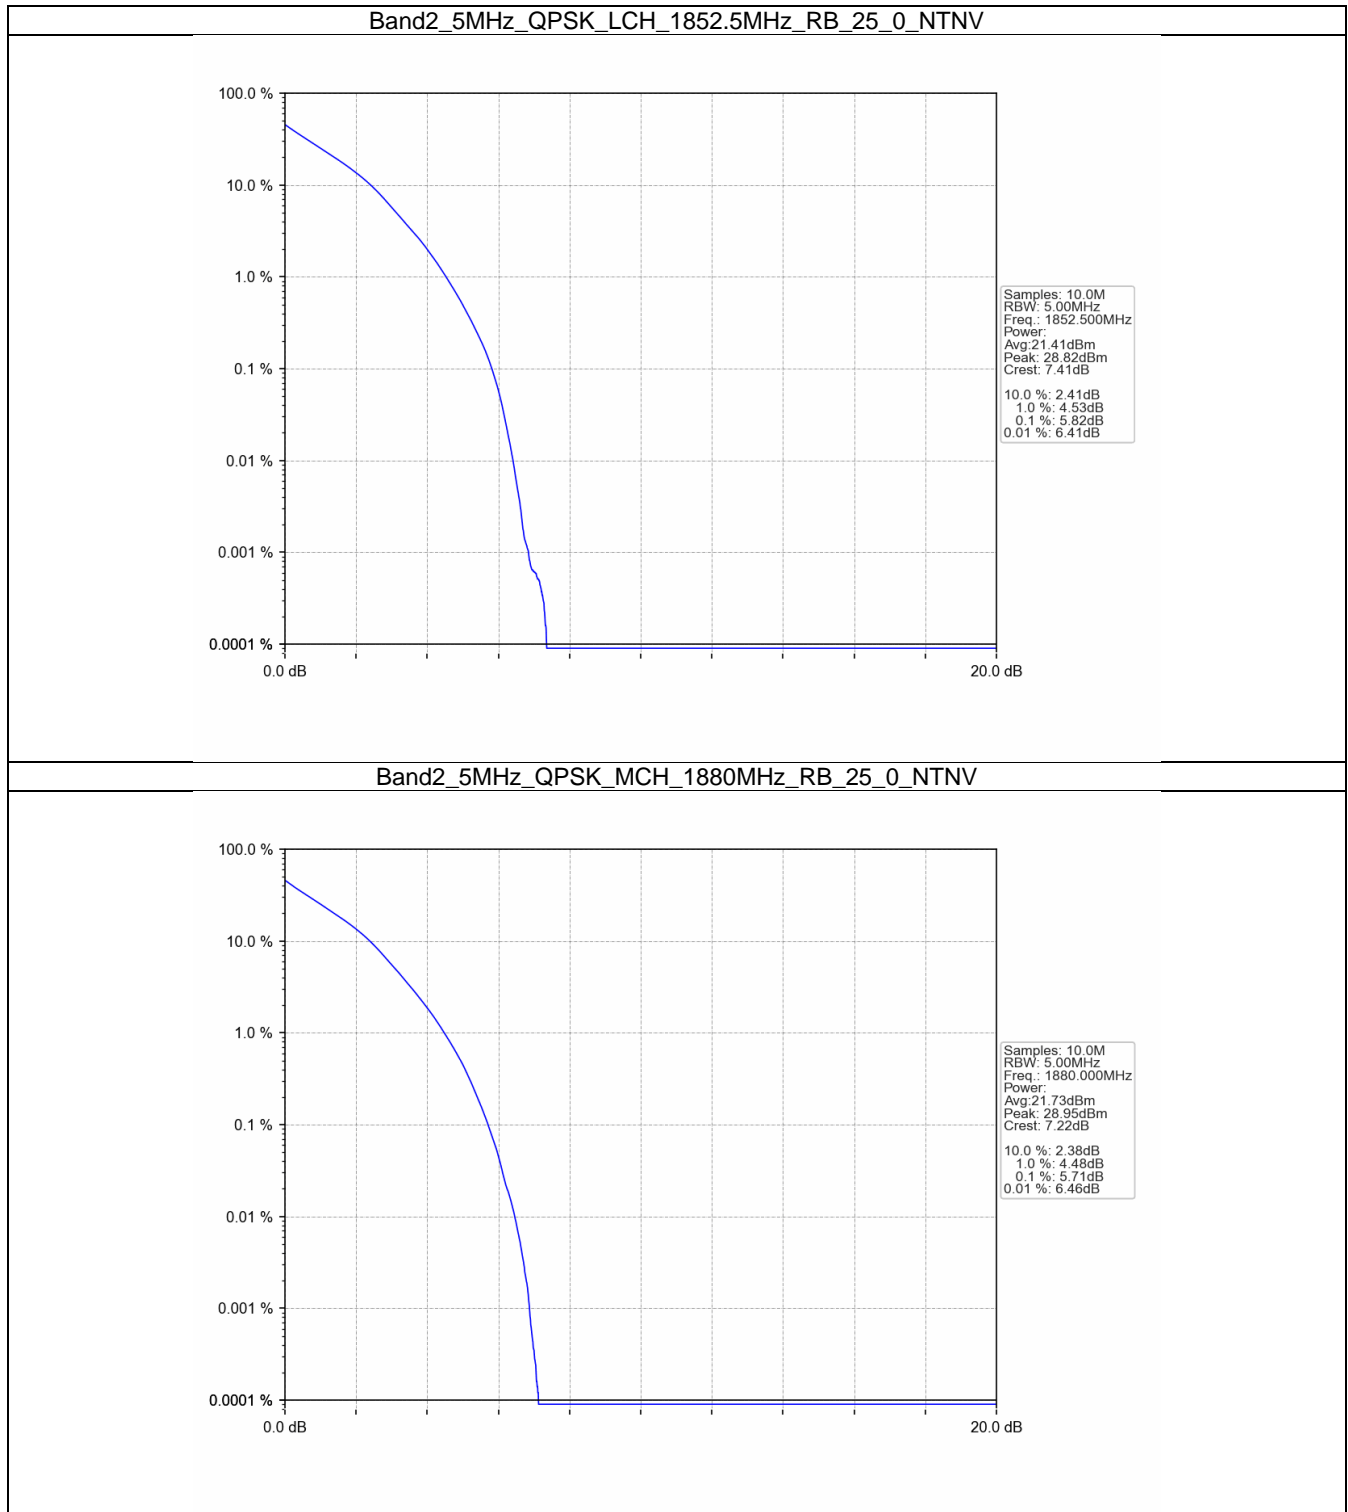 Band2_5MHz_QPSK_LCH_1852.5MHz_RB_25_0_NTNV
100.0 %
10.0 %
1.0 %
0.1 %
0.01 %
0.001 %
0.0001 %
0.0 dB
20.0 dB
Samples: 10.0M
RBW: 5.00MHz
Freq.: 1852.500MHz
Power:
Avg:21.41dBm
Peak: 28.82dBm
Crest: 7.41dB
10.0 %: 2.41dB
1.0 %: 4.53dB
0.1 %: 5.82dB
0.01 %: 6.41dB
Band2_5MHz_QPSK_MCH_1880MHz_RB_25_0_NTNV
100.0 %
10.0 %
1.0 %
0.1 %
0.01 %
0.001 %
0.0001 %
0.0 dB
20.0 dB
Samples: 10.0M
RBW: 5.00MHz
Freq.: 1880.000MHz
Power:
Avg:21.73dBm
Peak: 28.95dBm
Crest: 7.22dB
10.0 %: 2.38dB
1.0 %: 4.48dB
0.1 %: 5.71dB
0.01 %: 6.46dB